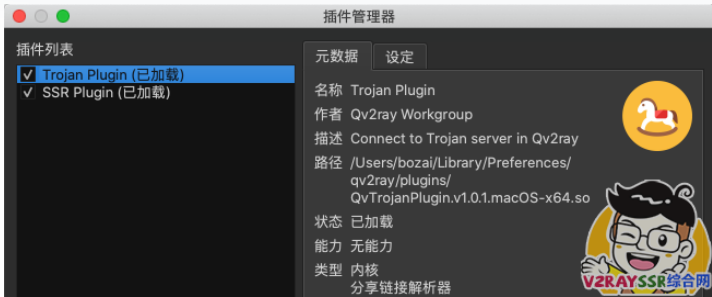 插件管理器
插件列表
Trojan Plugin (已加载)
SSR Plugin (已加载)
元数据
设定
名称 Trojan Plugin
作者 Qv2ray Workgroup
描述 Connect to Trojan server in Qv2ray
路径 /Users/bozai/Library/Preferences/
qv2ray/plugins/
QvTrojanPlugin.v1.0.1.macOS-x64.so
状态 已加载
能力 无能力
类型 内核
分享链接解析器
V2RAYSSR综合网